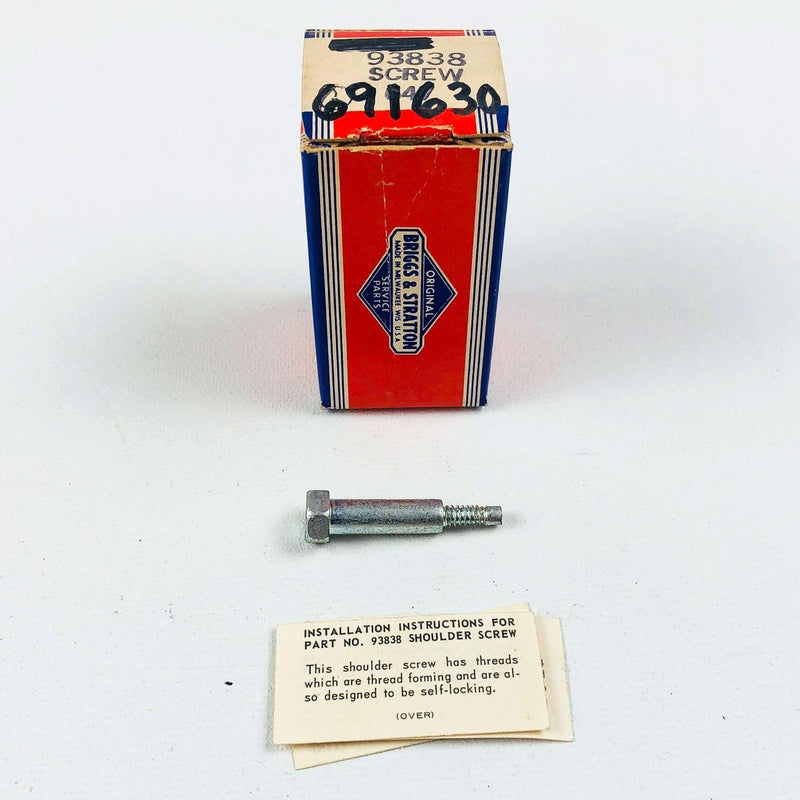 93838
SCREW
691630
ORIGINAL
BRIGGS & STRATTON
MADE IN MILWAUKEE WIS. U.S.A
SERVICE
PARTS
INSTALLATION INSTRUCTIONS FOR
PART NO. 93838 SHOULDER SCREW
This shoulder screw has threads
which are thread forming and are al-
so designed to be self-locking.
(OVER)